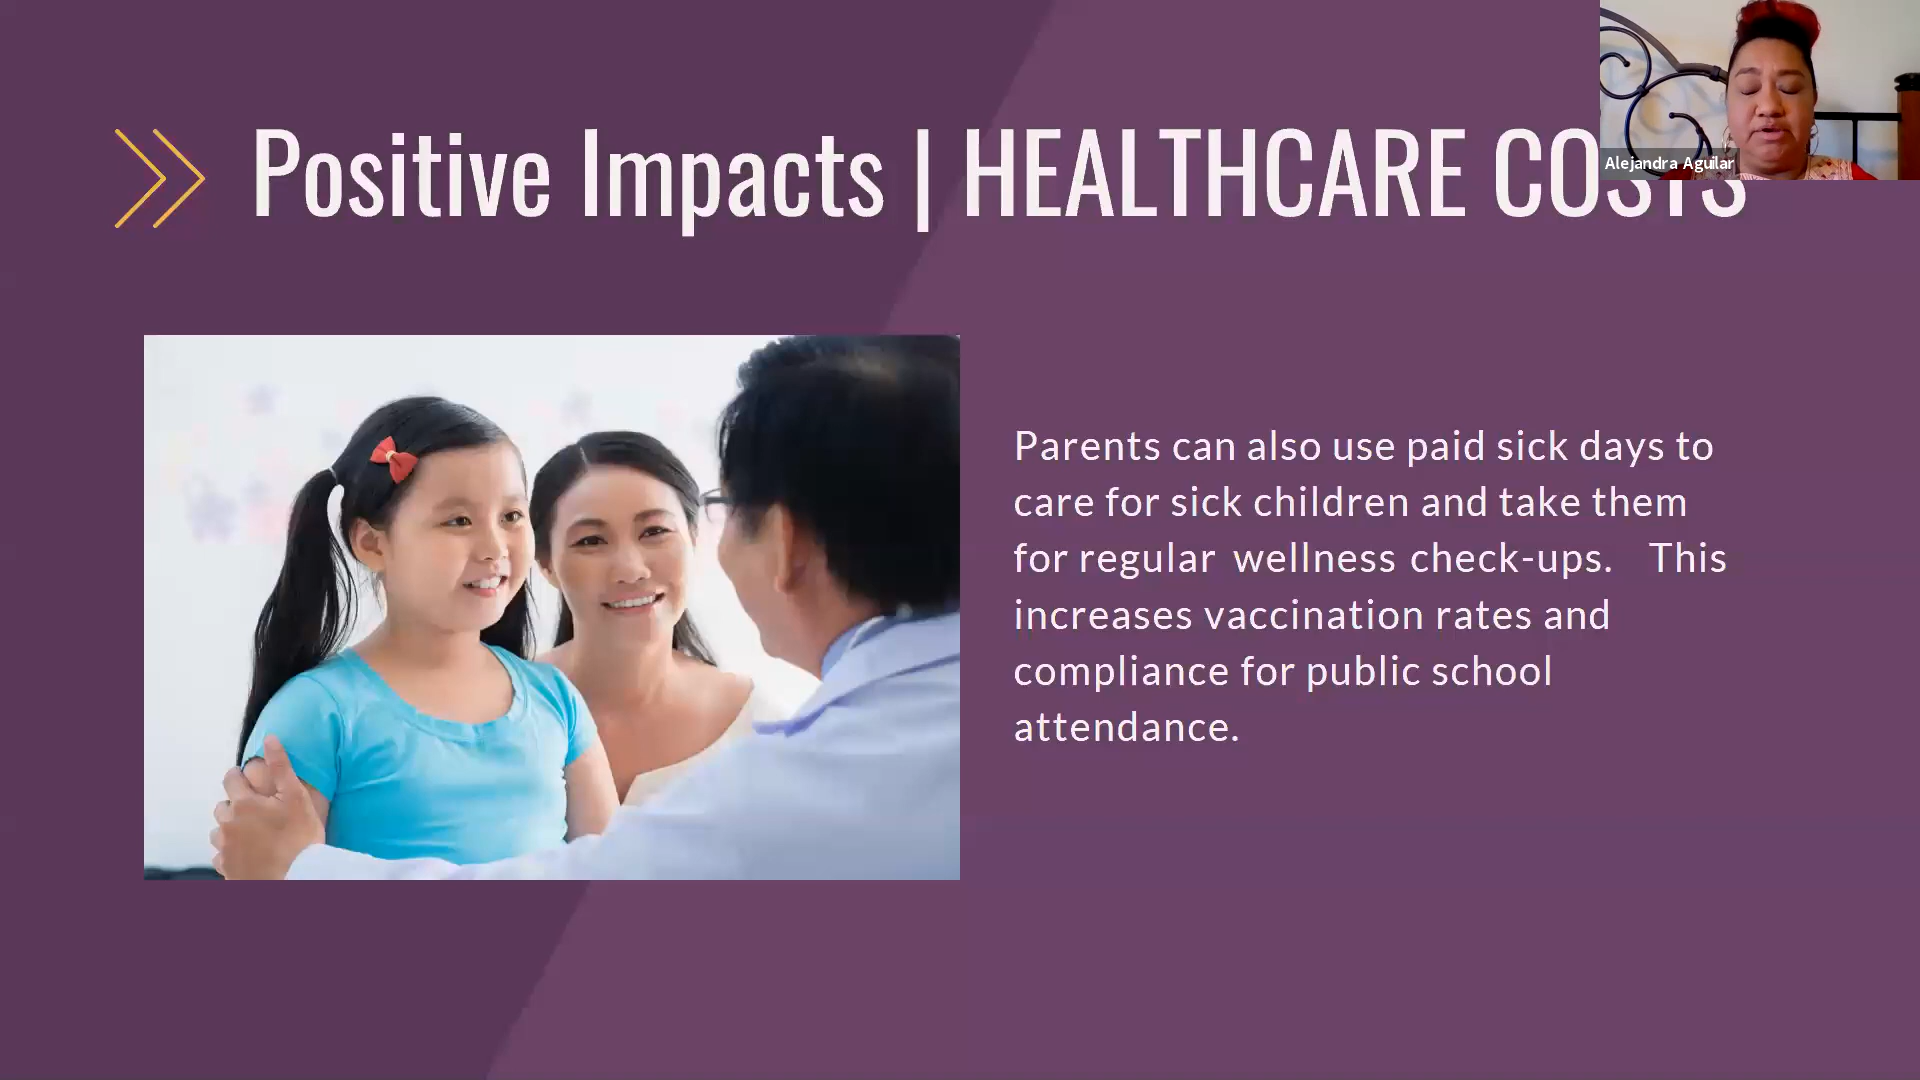 Positive Impacts | HEALTHCARE COSTS
Alejandra Aguilar
Parents can also use paid sick days to
care for sick children and take them
for regular wellness check-ups. This
increases vaccination rates and
compliance for public school
attendance.